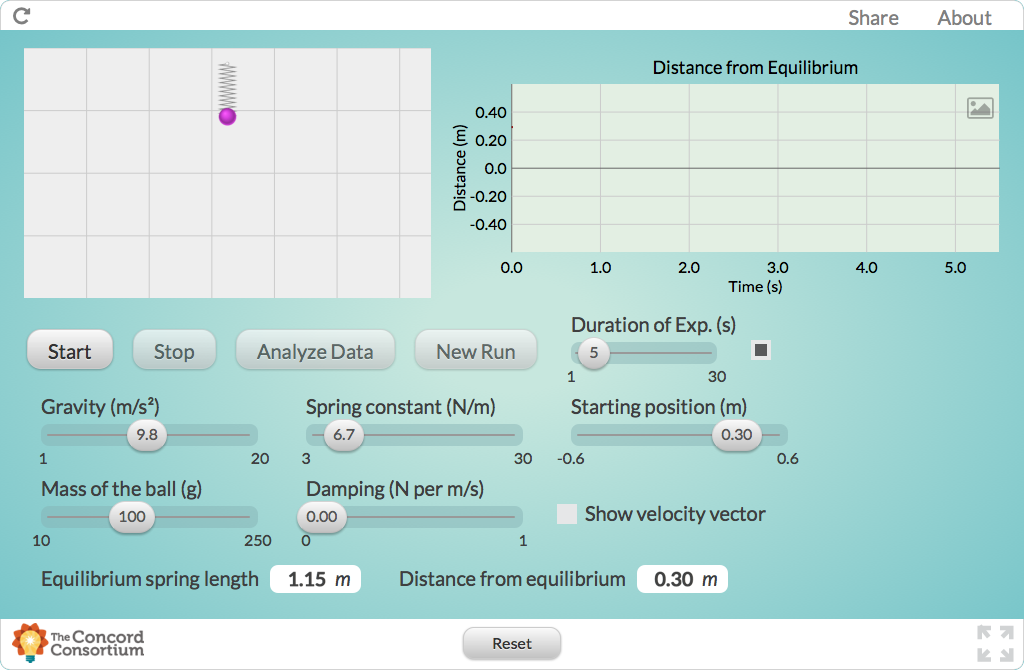 Share About
Distance from Equilibrium
Distance (m)
0.40
0.20
0.0
-0.20
-0.40
0.0 1.0 2.0 3.0 4.0 5.0
Time (s)
Start Stop Analyze Data New Run
Duration of Exp. (s)
5
1 30
Gravity (m/s²) Spring constant (N/m) Starting position (m)
9.8 6.7 0.30
1 20 3 30 -0.6 0.6
Mass of the ball (g) Damping (N per m/s)
100 0.00
10 250 0 1
Show velocity vector
Equilibrium spring length 1.15 m Distance from equilibrium 0.30 m
The Concord
Consortium
Reset